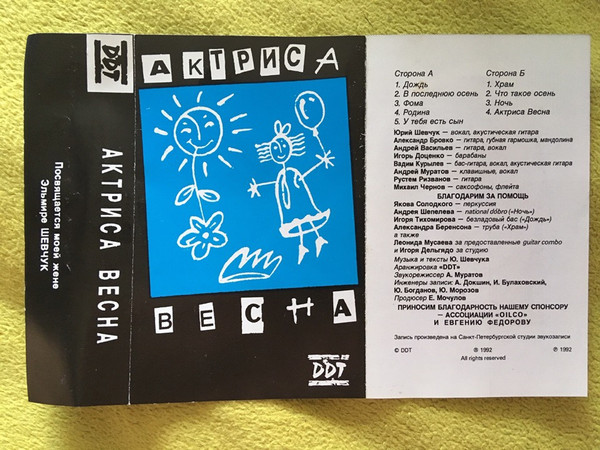 DDT
АКТРИСА ВЕСНА
Посвящается моей жене
Эльмире ШЕВЧУК
АКТРИСА
ВЕСНА
DDT
Сторона А
1. Дождь
2. В последнюю осень
3. Фома
4. Родина
5. У тебя есть сын
Сторона Б
1. Храм
2. Что такое осень
3. Ночь
4. Актриса Весна
Юрий Шевчук — вокал, акустическая гитара
Александр Бровко — гитара, губная гармошка, мандолина
Андрей Васильев — гитара, вокал
Игорь Доценко — барабаны
Вадим Курылев — бас-гитара, вокал, акустическая гитара
Андрей Муратов — клавишные, вокал
Рустем Ризванов — гитара
Михаил Чернов — саксофоны, флейта
БЛАГОДАРИМ ЗА ПОМОЩЬ
Якова Солодкого — перкуссии
Андрея Шепелева — national dóbro («Ночь»)
Игоря Тихомирова — безладовый бас («Дождь»)
Александра Беренсона — труба («Храм»)
а также
Леонида Мусаева за предоставленные guitar combo
и Игоря Дельгядо за студию
Музыка и тексты Ю. Шевчука
Аранжировка «DDT»
Звукорежиссер А. Муратов
Инженеры записи: А. Докшин, И. Булаховский,
Ю. Богданов, Ю. Морозов
Продюсер Е. Мочулов
ПРИНОСИМ БЛАГОДАРНОСТЬ НАШЕМУ СПОНСОРУ
— АССОЦИАЦИИ «OILCO»
И ЕВГЕНИЮ ФЕДОРОВУ
Запись произведена на Санкт-Петербургской студии звукозаписи
© DDT ℗ 1992 ℗ 1992
All rights reserved